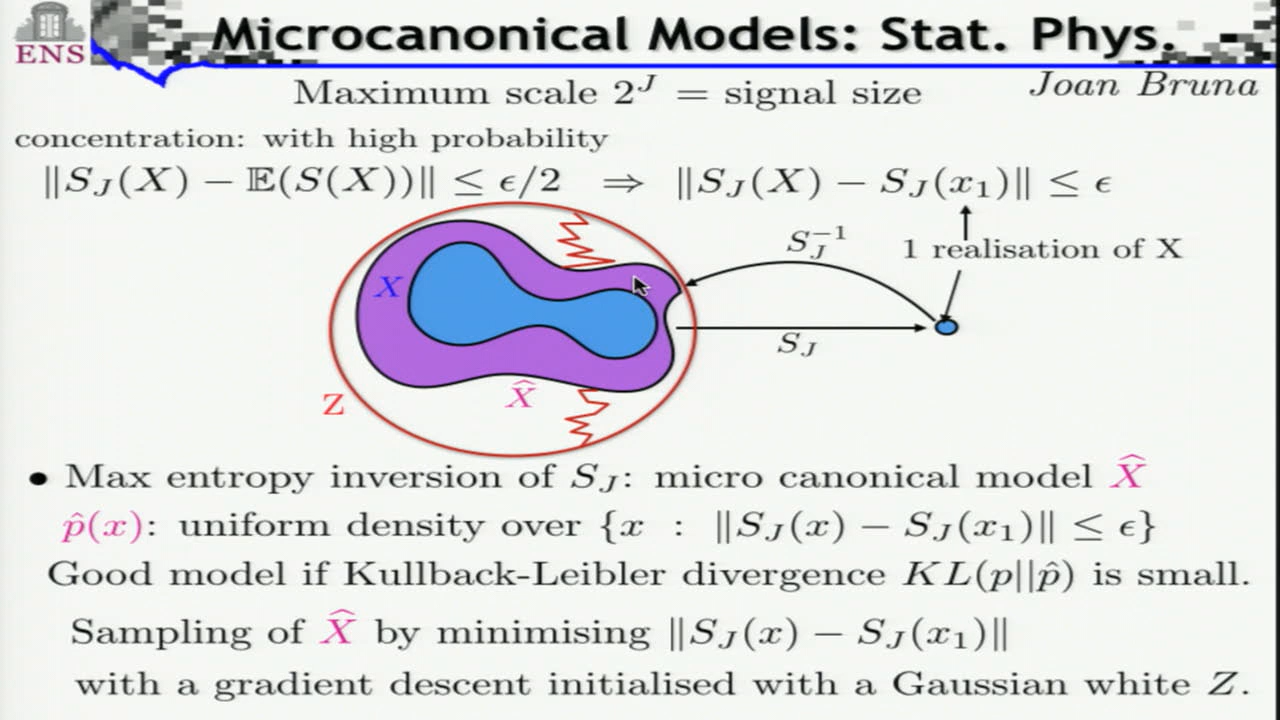 ENS
Microcanonical Models: Stat. Phys.
Maximum scale 2^J = signal size
Joan Bruna
concentration: with high probability
‖S_J(X) − 𝔼(S(X))‖ ≤ ϵ/2 ⇒ ‖S_J(X) − S_J(x_1)‖ ≤ ϵ
S_J^{-1}
1 realisation of X
X
S_J
X̂
Z
• Max entropy inversion of S_J: micro canonical model X̂
p̂(x): uniform density over {x : ‖S_J(x) − S_J(x_1)‖ ≤ ϵ}
Good model if Kullback-Leibler divergence KL(p||p̂) is small.
Sampling of X̂ by minimising ‖S_J(x) − S_J(x_1)‖
with a gradient descent initialised with a Gaussian white Z.